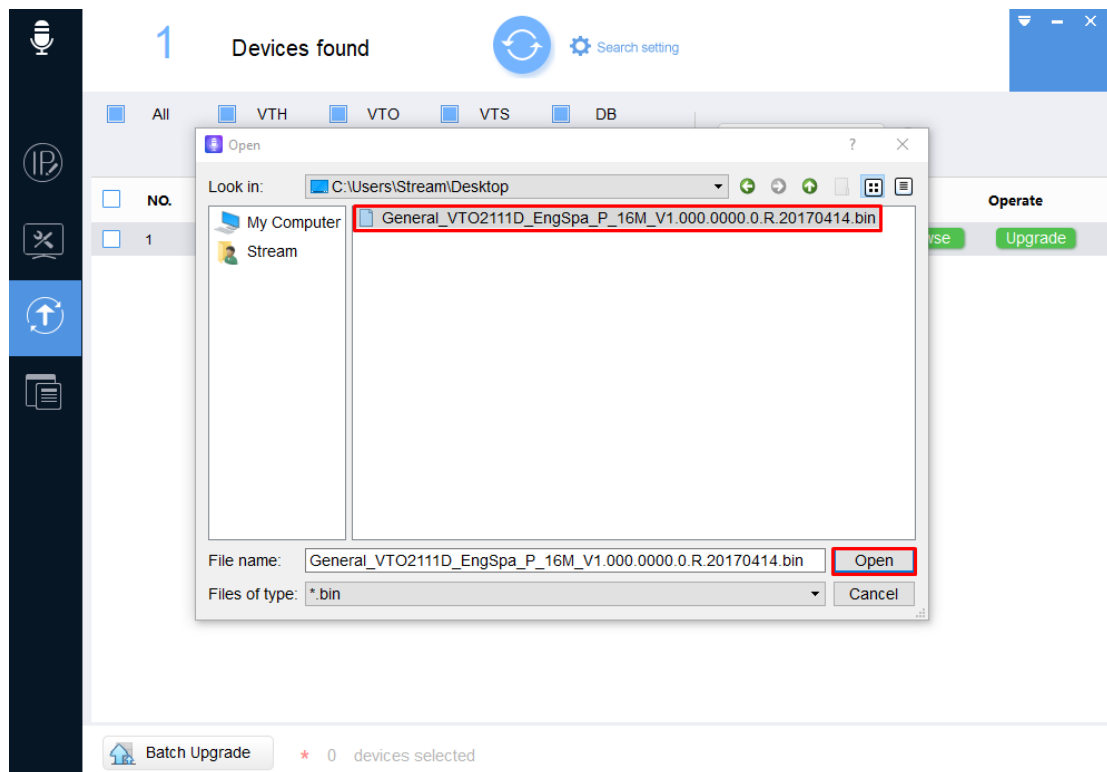 1 Devices found Search setting
All VTH VTO VTS DB
Open ?
IP
Look in: C:\Users\Stream\Desktop
NO. Operate
My Computer General_VTO2111D_EngSpa_P_16M_V1.000.0000.0.R.20170414.bin
1 Upgrade
Stream
File name: General_VTO2111D_EngSpa_P_16M_V1.000.0000.0.R.20170414.bin Open
Files of type: *.bin Cancel
Batch Upgrade * 0 devices selected